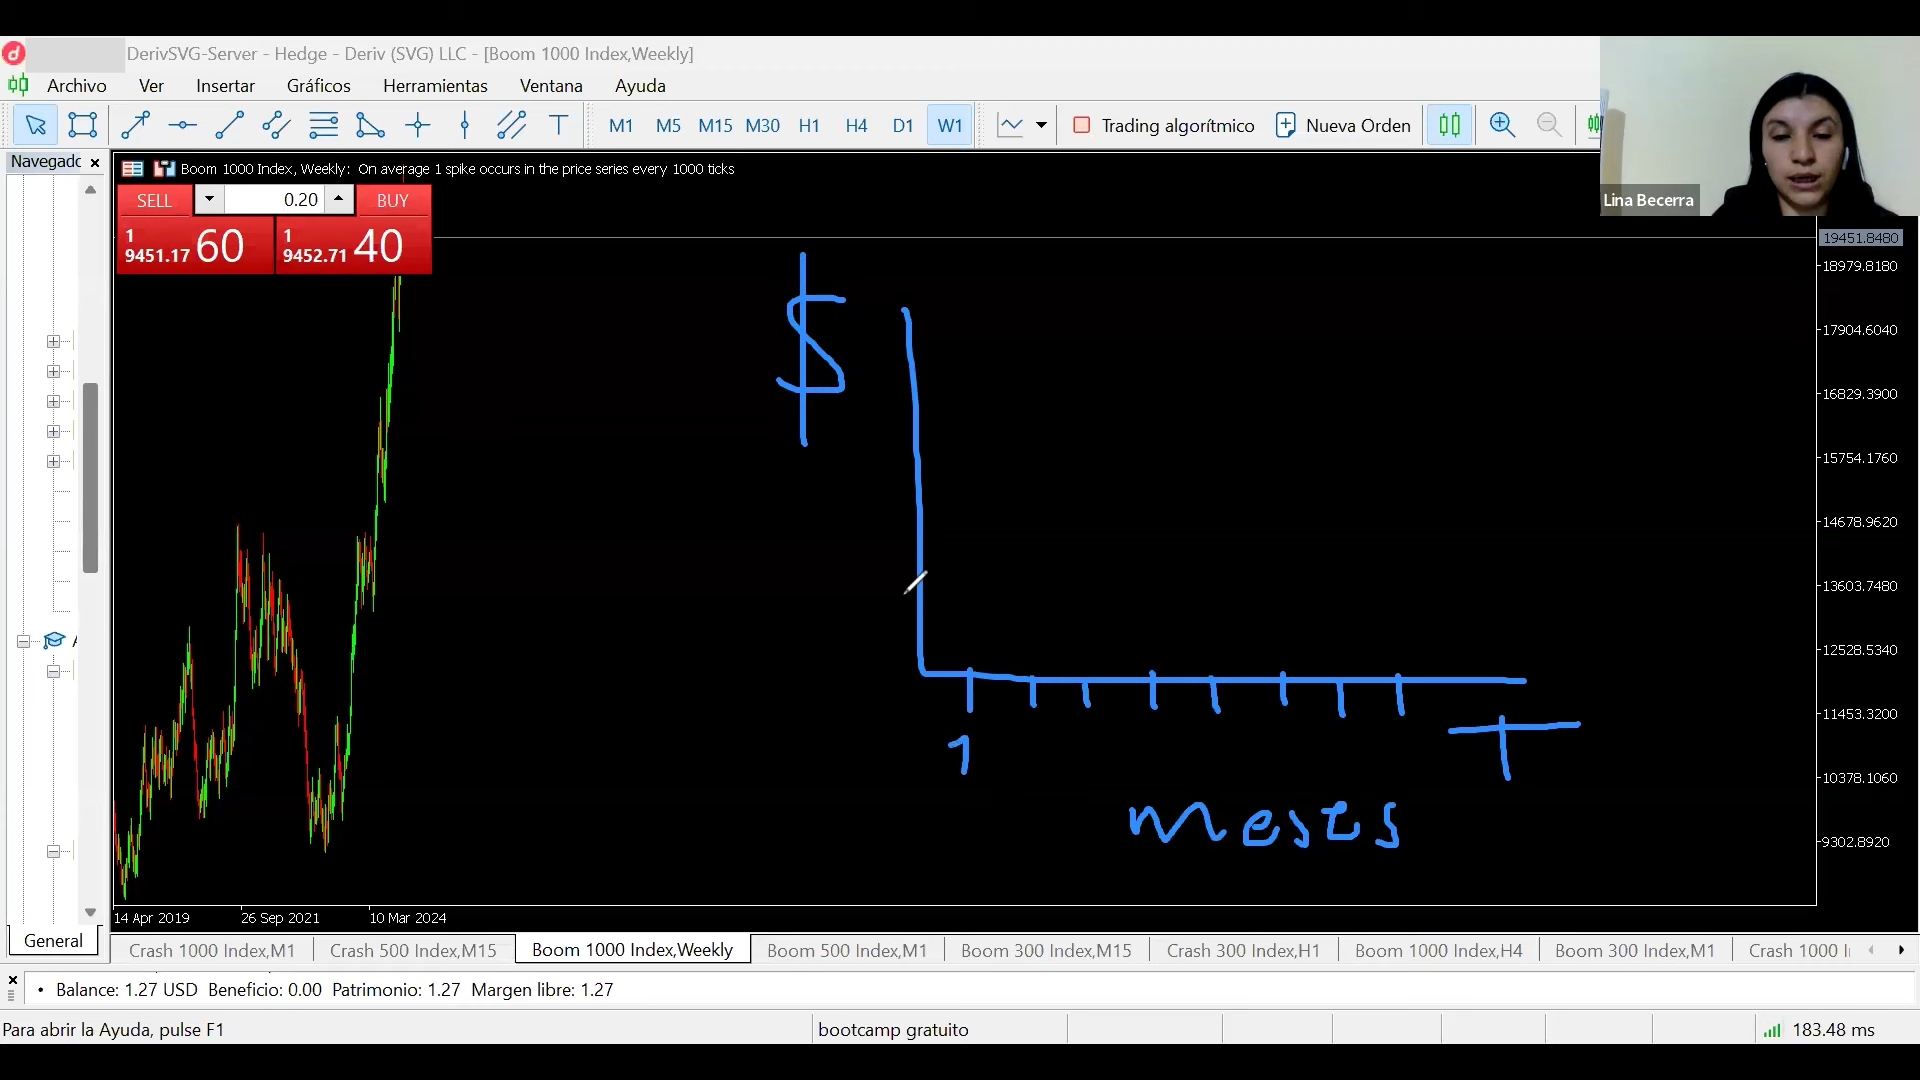 DerivSVG-Server - Hedge - Deriv (SVG) LLC - [Boom 1000 Index,Weekly]
Archivo Ver Insertar Gráficos Herramientas Ventana Ayuda
M1 M5 M15 M30 H1 H4 D1 W1 Trading algorítmico Nueva Orden
Lina Becerra
Boom 1000 Index, Weekly: On average 1 spike occurs in the price series every 1000 ticks
SELL 0.20 BUY
1 9451.17 60
1 9452.71 40
$
1
T
meses
19451.8480
18979.8180
17904.6040
16829.3900
15754.1760
14678.9620
13603.7480
12528.5340
11453.3200
10378.1060
9302.8920
14 Apr 2019 26 Sep 2021 10 Mar 2024
General
Crash 1000 Index,M1 Crash 500 Index,M15 Boom 1000 Index,Weekly Boom 500 Index,M1 Boom 300 Index,M15 Crash 300 Index,H1 Boom 1000 Index,H4 Boom 300 Index,M1 Crash 1000
• Balance: 1.27 USD Beneficio: 0.00 Patrimonio: 1.27 Margen libre: 1.27
Para abrir la Ayuda, pulse F1
bootcamp gratuito
183.48 ms